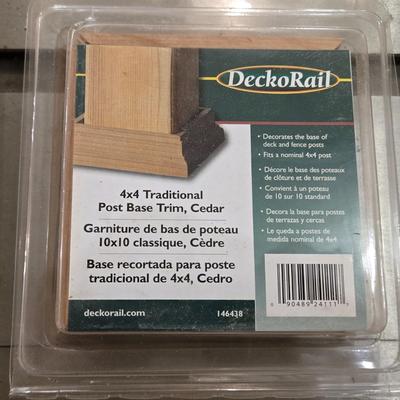 DeckoRail
• Decorates the base of
deck and fence posts
• Fits a nominal 4x4 post
• Décore le base des poteaux
de clôture et de terrasse
• Convient à un poteau
de 10 sur 10 standard
• Decora la base para postes
de terrazas y cercas
• Le queda a postes de
medida nominal de 4x4
4x4 Traditional
Post Base Trim, Cedar
Garniture de bas de poteau
10x10 classique, Cèdre
Base recortada para poste
tradicional de 4x4, Cedro
deckorail.com 146438
0 90489 24111